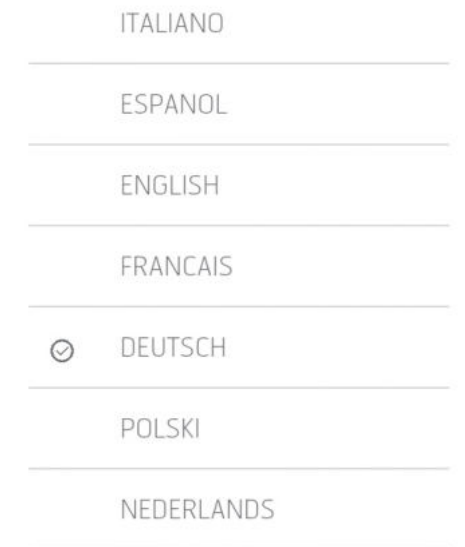 ITALIANO
ESPANOL
ENGLISH
FRANCAIS
DEUTSCH
POLSKI
NEDERLANDS